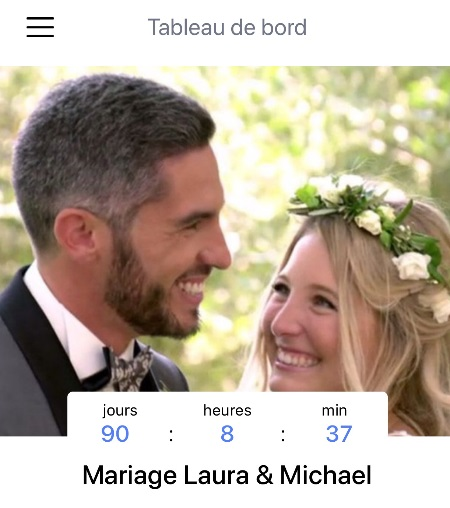 Tableau de bord
jours heures min
90 : 8 : 37
Mariage Laura & Michael